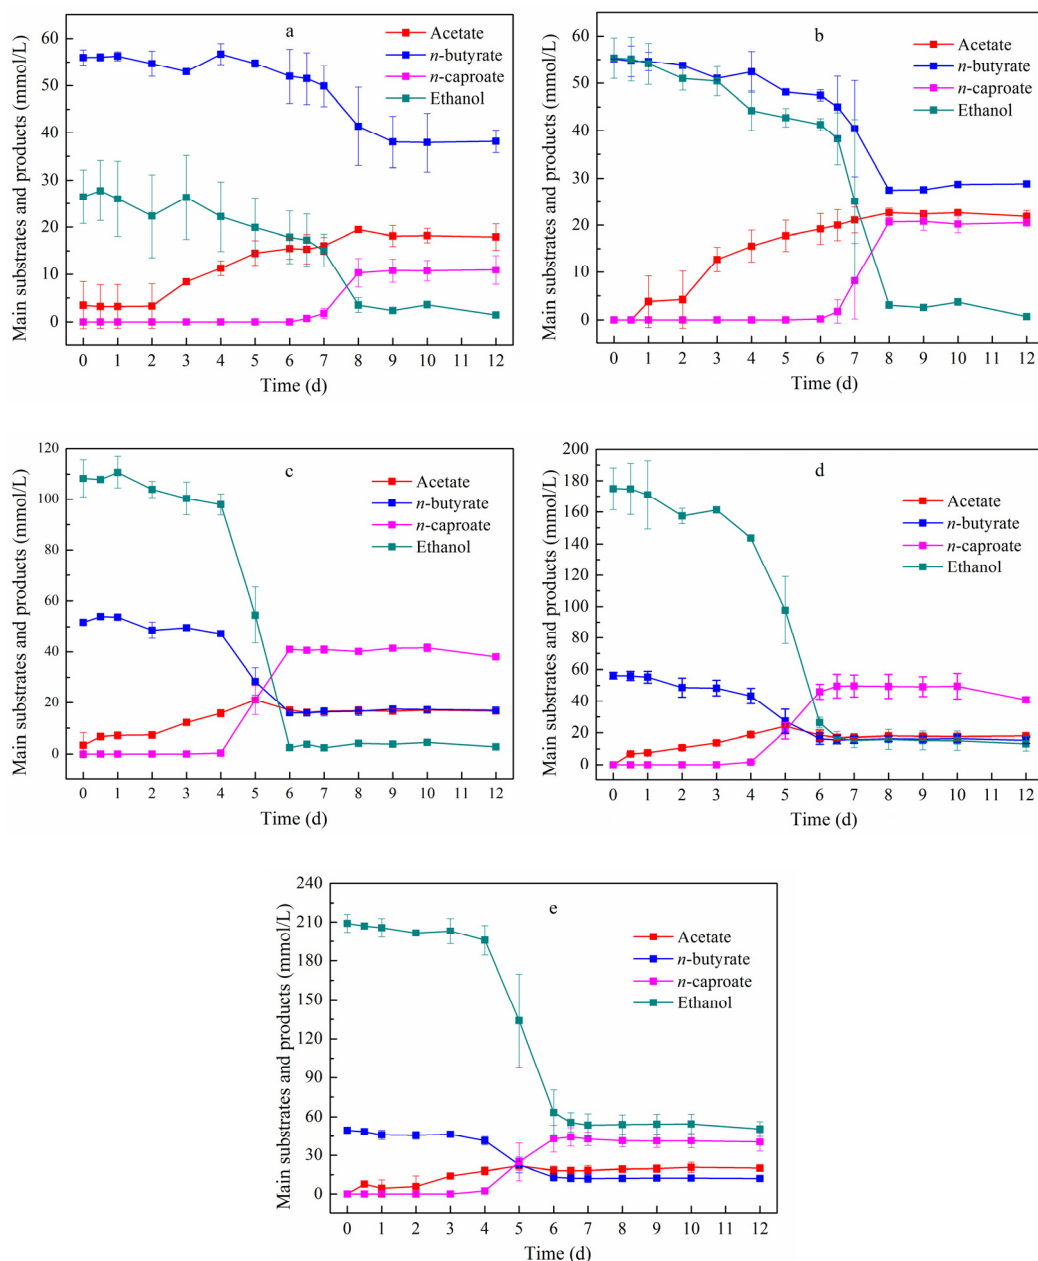 a
Acetate
n-butyrate
n-caproate
Ethanol
60
50
40
30
20
10
0
Main substrates and products (mmol/L)
0 1 2 3 4 5 6 7 8 9 10 11 12
Time (d)
b
Acetate
n-butyrate
n-caproate
Ethanol
60
50
40
30
20
10
0
Main substrates and products (mmol/L)
0 1 2 3 4 5 6 7 8 9 10 11 12
Time (d)
c
Acetate
n-butyrate
n-caproate
Ethanol
120
100
80
60
40
20
0
Main substrates and products (mmol/L)
0 1 2 3 4 5 6 7 8 9 10 11 12
Time (d)
d
Acetate
n-butyrate
n-caproate
Ethanol
200
180
160
140
120
100
80
60
40
20
0
Main substrates and products (mmol/L)
0 1 2 3 4 5 6 7 8 9 10 11 12
Time (d)
e
Acetate
n-butyrate
n-caproate
Ethanol
240
210
180
150
120
90
60
30
0
Main substrates and products (mmol/L)
0 1 2 3 4 5 6 7 8 9 10 11 12
Time (d)